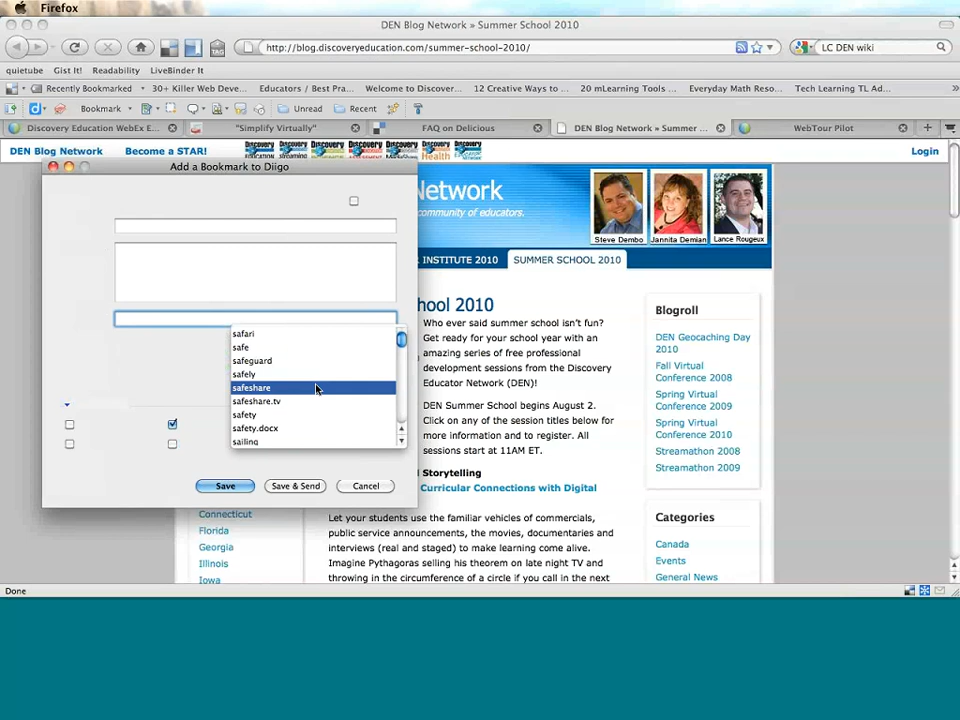 Firefox
DEN Blog Network » Summer School 2010
http://blog.discoveryeducation.com/summer-school-2010/
LC DEN wiki
TAG
quietube Gist It! Readability LiveBinder It
Recently Bookmarked 30+ Killer Web Deve... Educators / Best Pra... Welcome to Discover... 12 Creative Ways to ... 20 mLearning Tools ... Everyday Math Reso... Tech Learning TL Ad...
Bookmark Unread Recent
Discovery Education WebEx E... "Simplify Virtually" FAQ on Delicious DEN Blog Network » Summer ... WebTour Pilot
DEN Blog Network Become a STAR! Login
Add a Bookmark to Diigo
Network
community of educators.
Steve Dembo Jannita Demian Lance Rougeux
INSTITUTE 2010 SUMMER SCHOOL 2010
hool 2010
Who ever said summer school isn't fun?
Get ready for your school year with an
amazing series of free professional
development sessions from the Discovery
Educator Network (DEN)!
DEN Summer School begins August 2.
Click on any of the session titles below for
more information and to register. All
sessions start at 11AM ET.
Storytelling
Curricular Connections with Digital
Let your students use the familiar vehicles of commercials,
public service announcements, the movies, documentaries and
interviews (real and staged) to make learning come alive.
Imagine Pythagoras selling his theorem on late night TV and
throwing in the circumference of a circle if you call in the next
safari
safe
safeguard
safely
safeshare
safeshare.tv
safety
safety.docx
sailing
Save Save & Send Cancel
Connecticut
Florida
Georgia
Illinois
Iowa
Blogroll
DEN Geocaching Day
2010
Fall Virtual
Conference 2008
Spring Virtual
Conference 2009
Spring Virtual
Conference 2010
Streamathon 2008
Streamathon 2009
Categories
Canada
Events
General News
Done